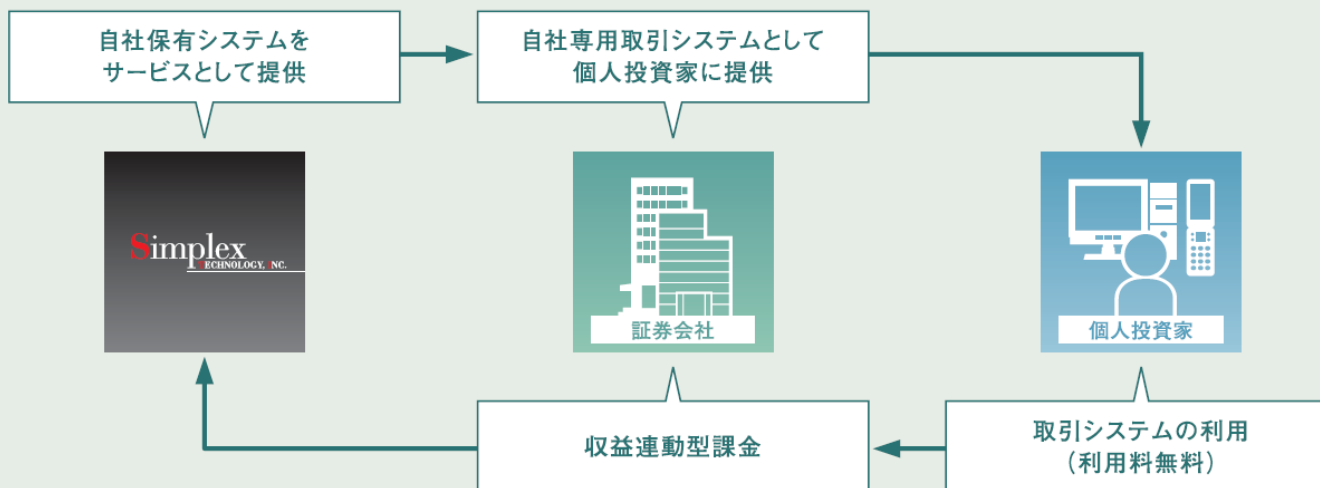 自社保有システムを
サービスとして提供
自社専用取引システムとして
個人投資家に提供
Simplex
TECHNOLOGY, INC.
証券会社
個人投資家
収益連動型課金
取引システムの利用
（利用料無料）